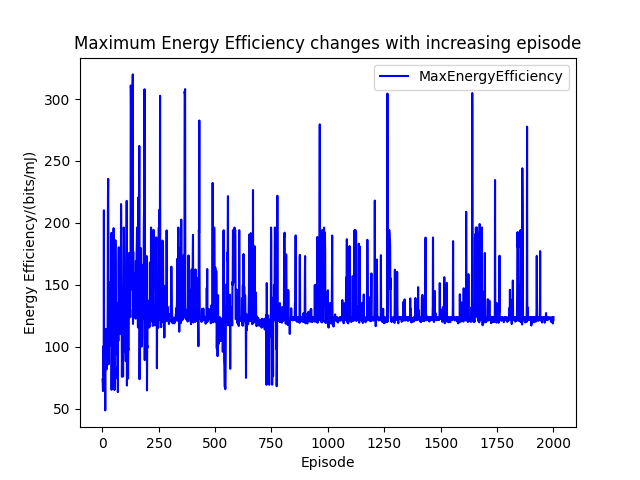 Maximum Energy Efficiency changes with increasing episode
MaxEnergyEfficiency
300
250
200
150
100
50
Energy Efficiency/(bits/mJ)
0 250 500 750 1000 1250 1500 1750 2000
Episode